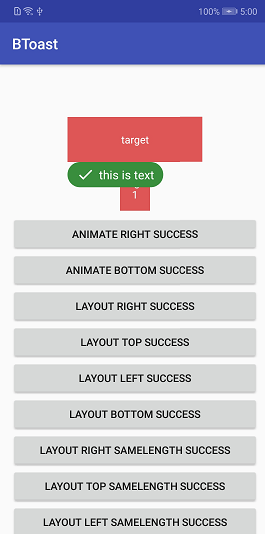 100% 5:00
BToast
target
this is text
1
ANIMATE RIGHT SUCCESS
ANIMATE BOTTOM SUCCESS
LAYOUT RIGHT SUCCESS
LAYOUT TOP SUCCESS
LAYOUT LEFT SUCCESS
LAYOUT BOTTOM SUCCESS
LAYOUT RIGHT SAMELENGTH SUCCESS
LAYOUT TOP SAMELENGTH SUCCESS
LAYOUT LEFT SAMELENGTH SUCCESS